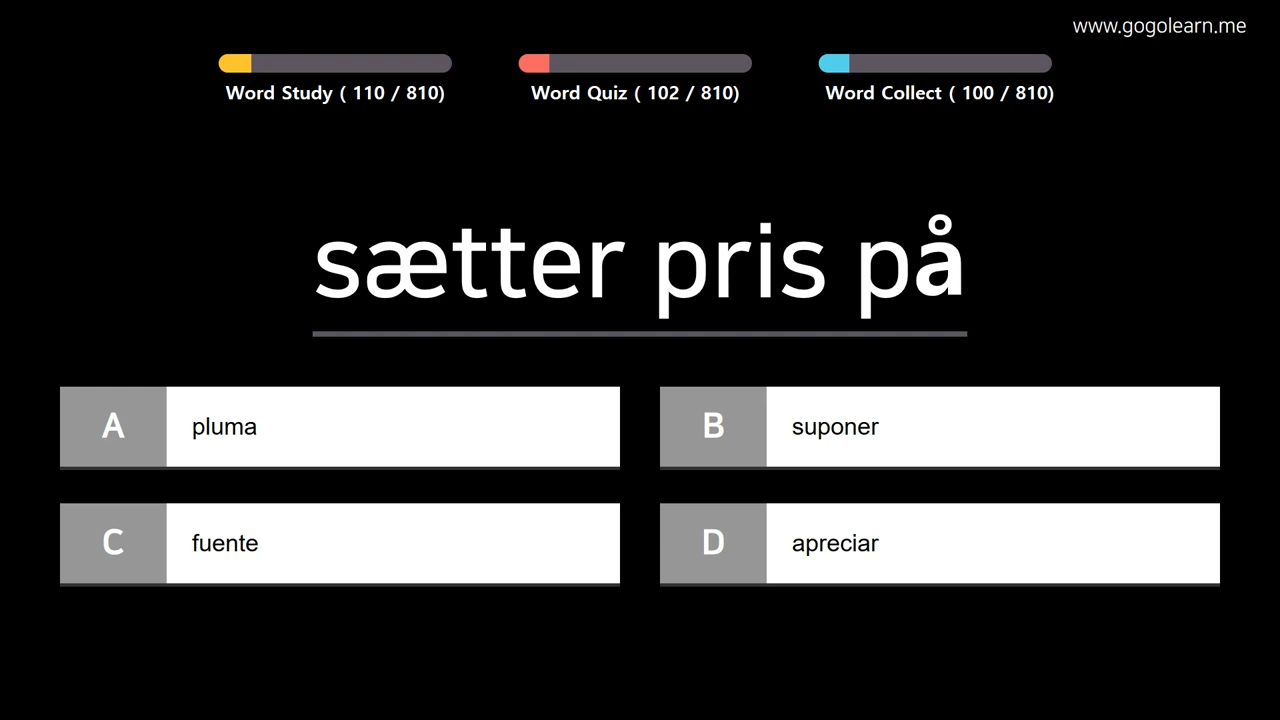 www.gogolearn.me
Word Study ( 110 / 810)
Word Quiz ( 102 / 810)
Word Collect ( 100 / 810)
sætter pris på
A pluma
B suponer
C fuente
D apreciar